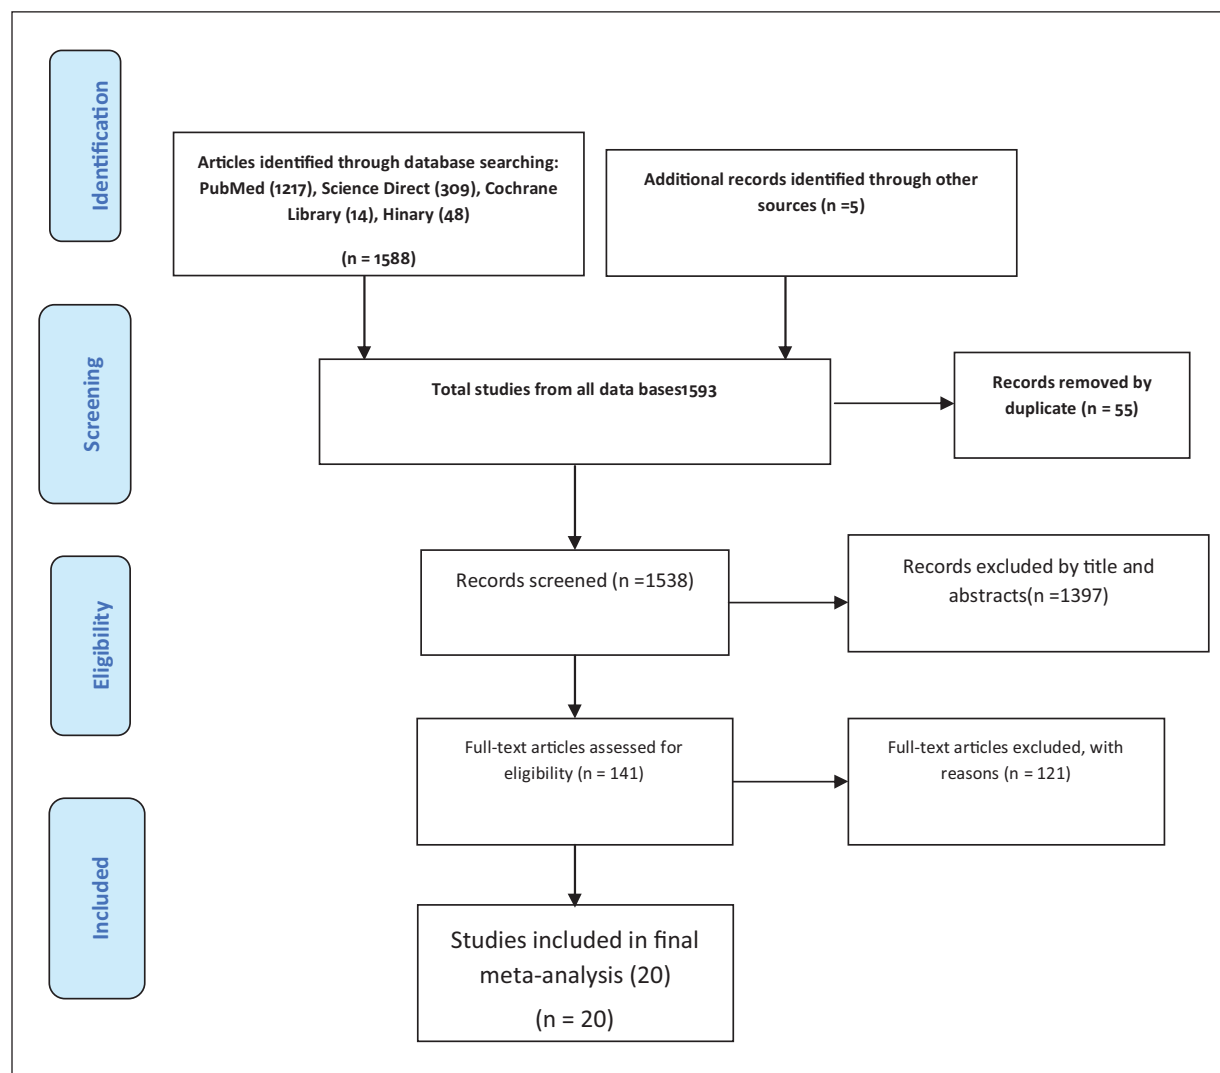 Identification
Articles identified through database searching:
PubMed (1217), Science Direct (309), Cochrane
Library (14), Hinary (48)
(n = 1588)
Additional records identified through other
sources (n =5)
Screening
Total studies from all data bases1593
Records removed by
duplicate (n = 55)
Eligibility
Records screened (n =1538)
Records excluded by title and
abstracts(n =1397)
Full-text articles assessed for
eligibility (n = 141)
Full-text articles excluded, with
reasons (n = 121)
Included
Studies included in final
meta-analysis (20)
(n = 20)